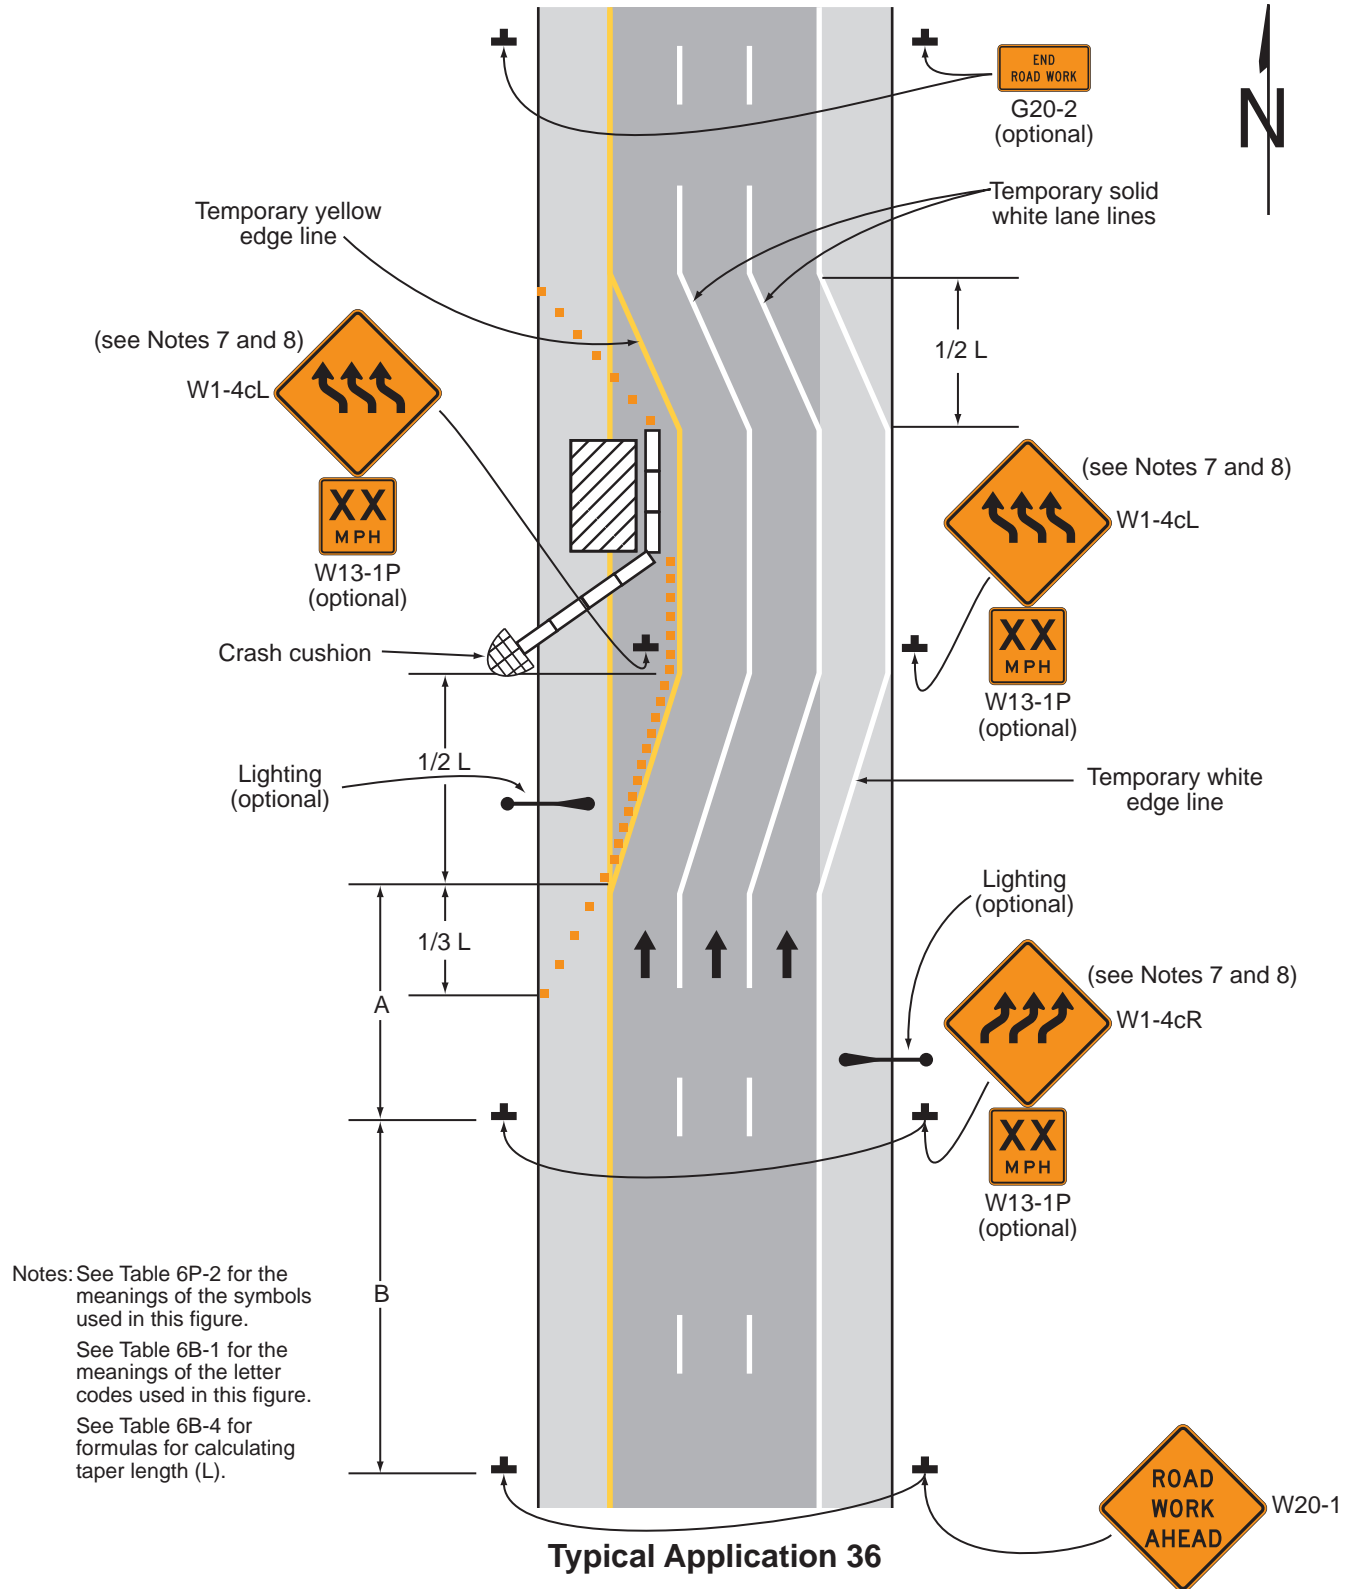 END
ROAD WORK
G20-2
(optional)
N
Temporary solid
white lane lines
Temporary yellow
edge line
(see Notes 7 and 8)
W1-4cL
XX
MPH
W13-1P
(optional)
1/2 L
(see Notes 7 and 8)
W1-4cL
XX
MPH
W13-1P
(optional)
Crash cushion
1/2 L
Lighting
(optional)
Temporary white
edge line
Lighting
(optional)
1/3 L
A
(see Notes 7 and 8)
W1-4cR
XX
MPH
W13-1P
(optional)
B
Notes: See Table 6P-2 for the
meanings of the symbols
used in this figure.
See Table 6B-1 for the
meanings of the letter
codes used in this figure.
See Table 6B-4 for
formulas for calculating
taper length (L).
ROAD
WORK
AHEAD
W20-1
Typical Application 36